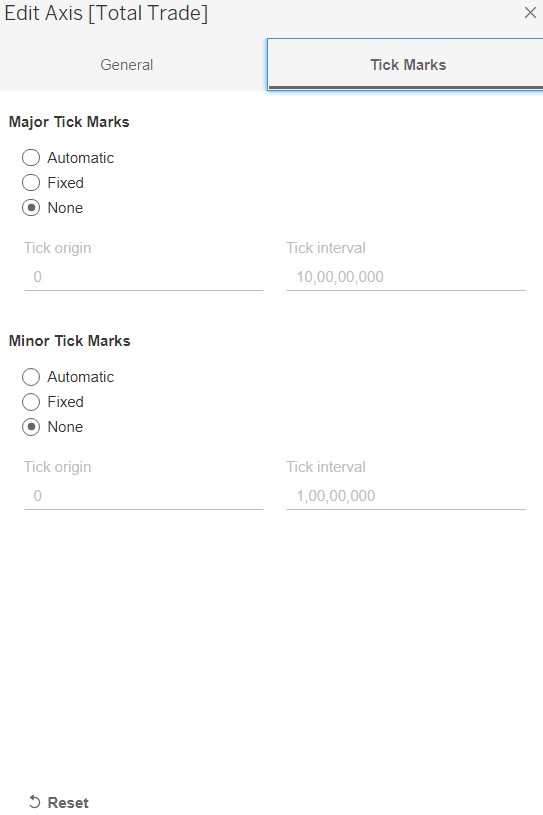 Edit Axis [Total Trade]
General Tick Marks
Major Tick Marks
Automatic
Fixed
None
Tick origin Tick interval
0 10,00,00,000
Minor Tick Marks
Automatic
Fixed
None
Tick origin Tick interval
0 1,00,00,000
Reset